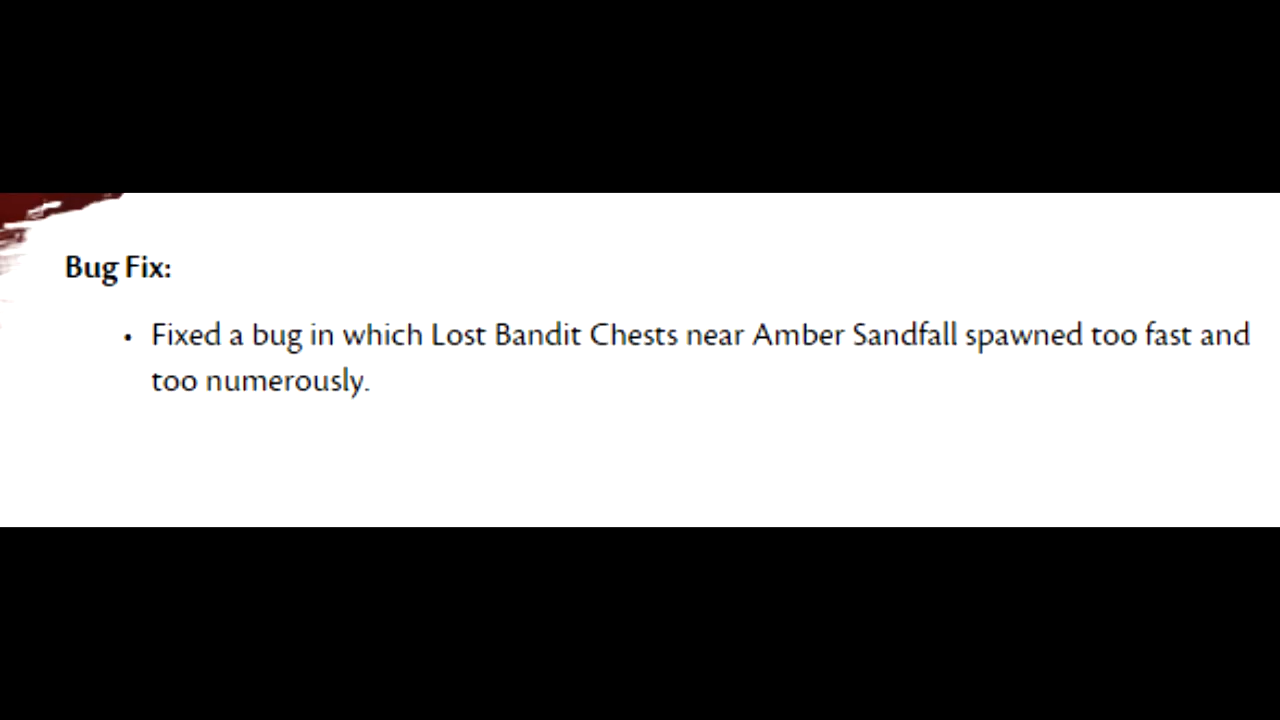 Bug Fix:
• Fixed a bug in which Lost Bandit Chests near Amber Sandfall spawned too fast and
too numerously.